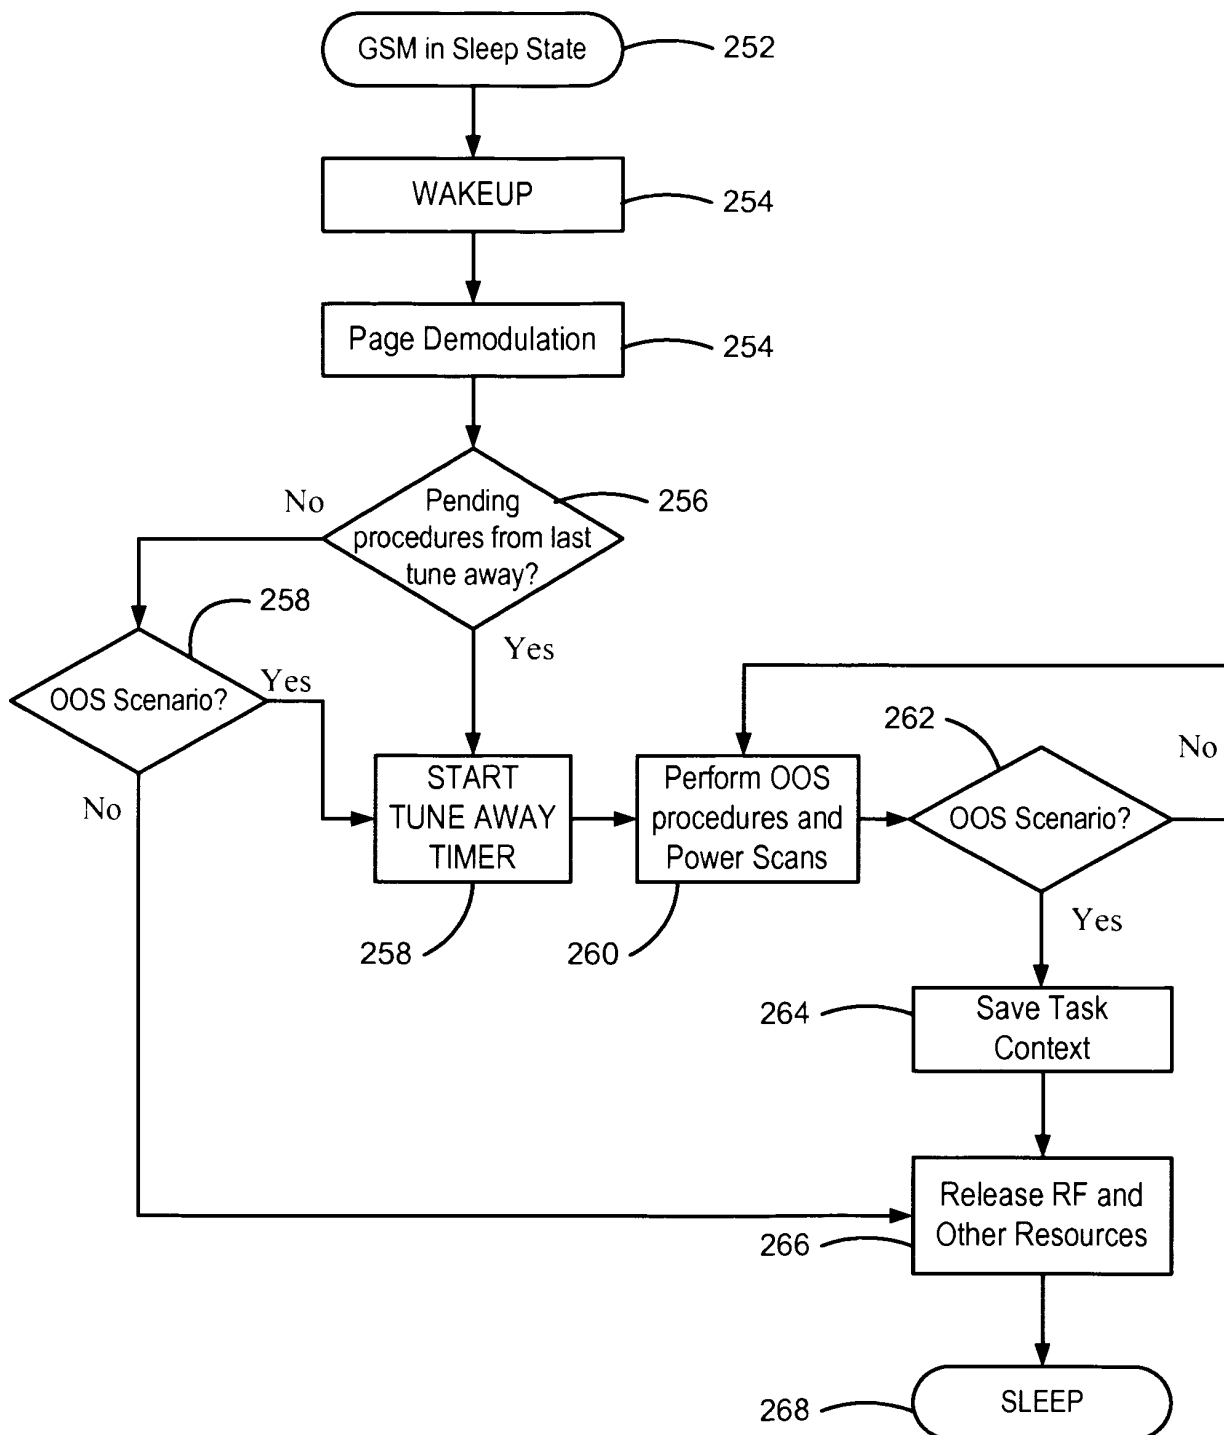 GSM in Sleep State
252
WAKEUP
254
Page Demodulation
254
No
Pending
procedures from last
tune away?
256
258
Yes
OOS Scenario?
Yes
262
No
No
START
TUNE AWAY
TIMER
Perform OOS
procedures and
Power Scans
OOS Scenario?
258
260
Yes
264
Save Task
Context
Release RF and
Other Resources
266
SLEEP
268